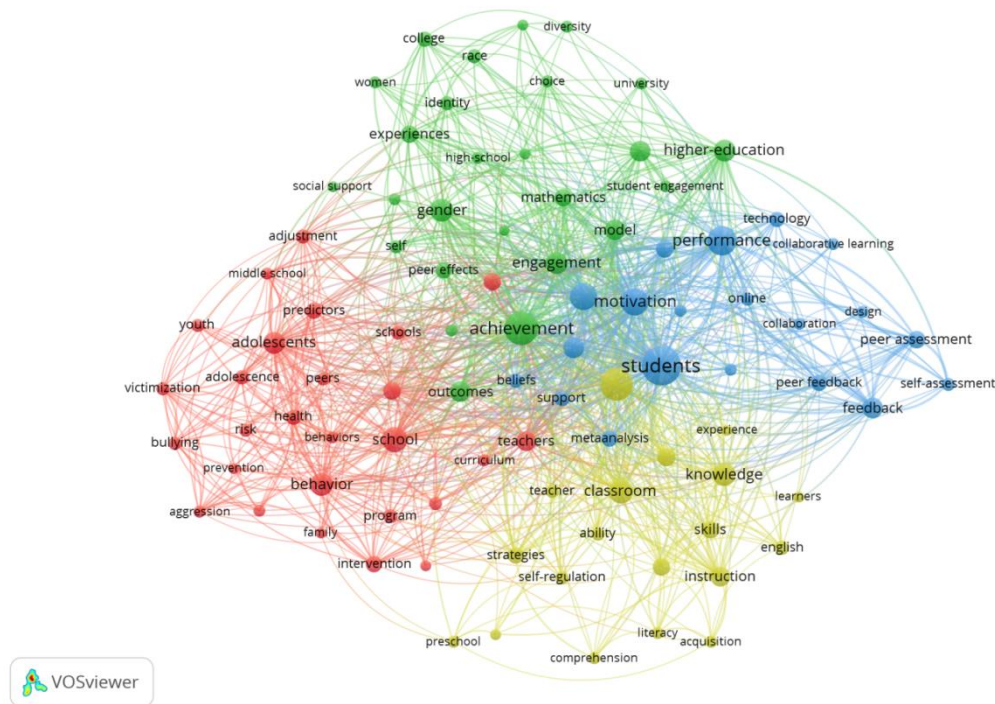 diversity
college
race
women
choice
university
identity
experiences
higher-education
high-school
social support
student engagement
mathematics
gender
technology
adjustment
model
performance
collaborative learning
self
engagement
peer effects
middle school
motivation
online
predictors
design
youth
achievement
collaboration
schools
adolescents
peer assessment
students
adolescence
peers
beliefs
victimization
peer feedback
self-assessment
outcomes
support
feedback
health
risk
experience
behaviors
school
teachers
metaanalysis
bullying
curriculum
prevention
knowledge
behavior
teacher
classroom
learners
aggression
program
skills
family
ability
english
strategies
intervention
self-regulation
instruction
literacy
preschool
acquisition
comprehension
VOSviewer